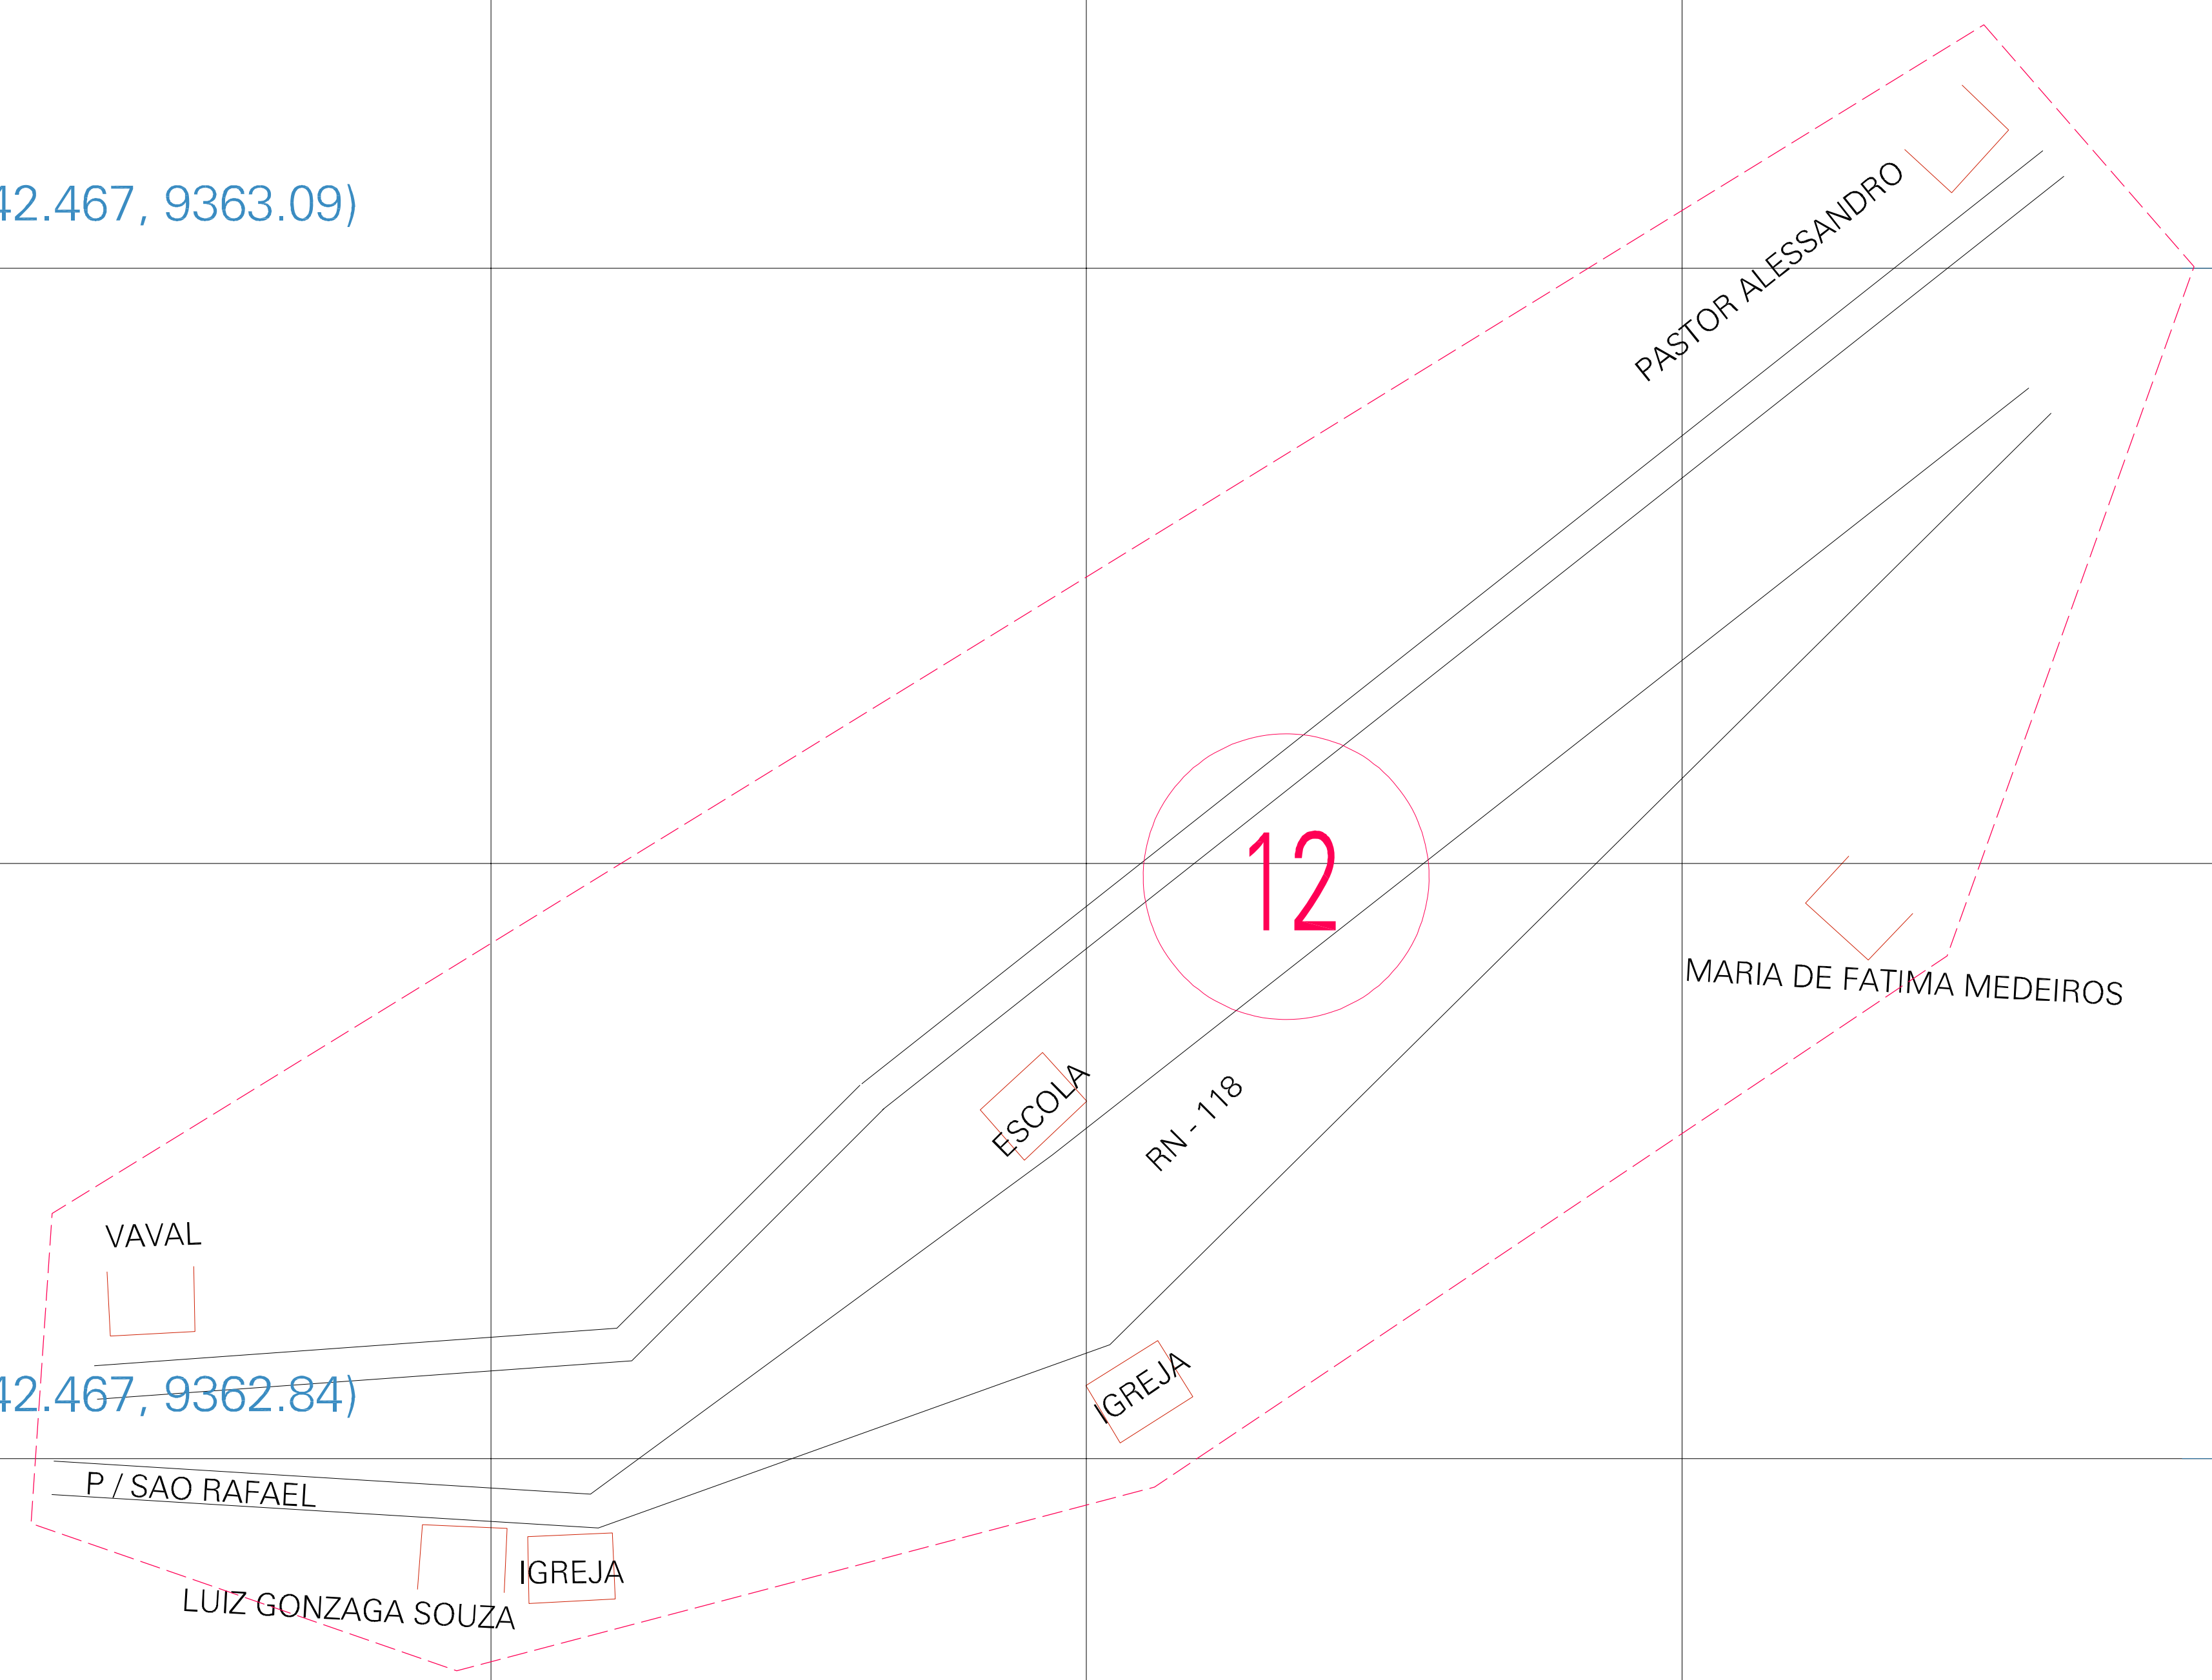 42.467, 9363.09)
PASTOR ALESSANDRO
12
MARIA DE FATIMA MEDEIROS
ESCOLA
RN - 118
VAVAL
IGREJA
42.467, 9362.84)
P / SAO RAFAEL
IGREJA
LUIZ GONZAGA SOUZA